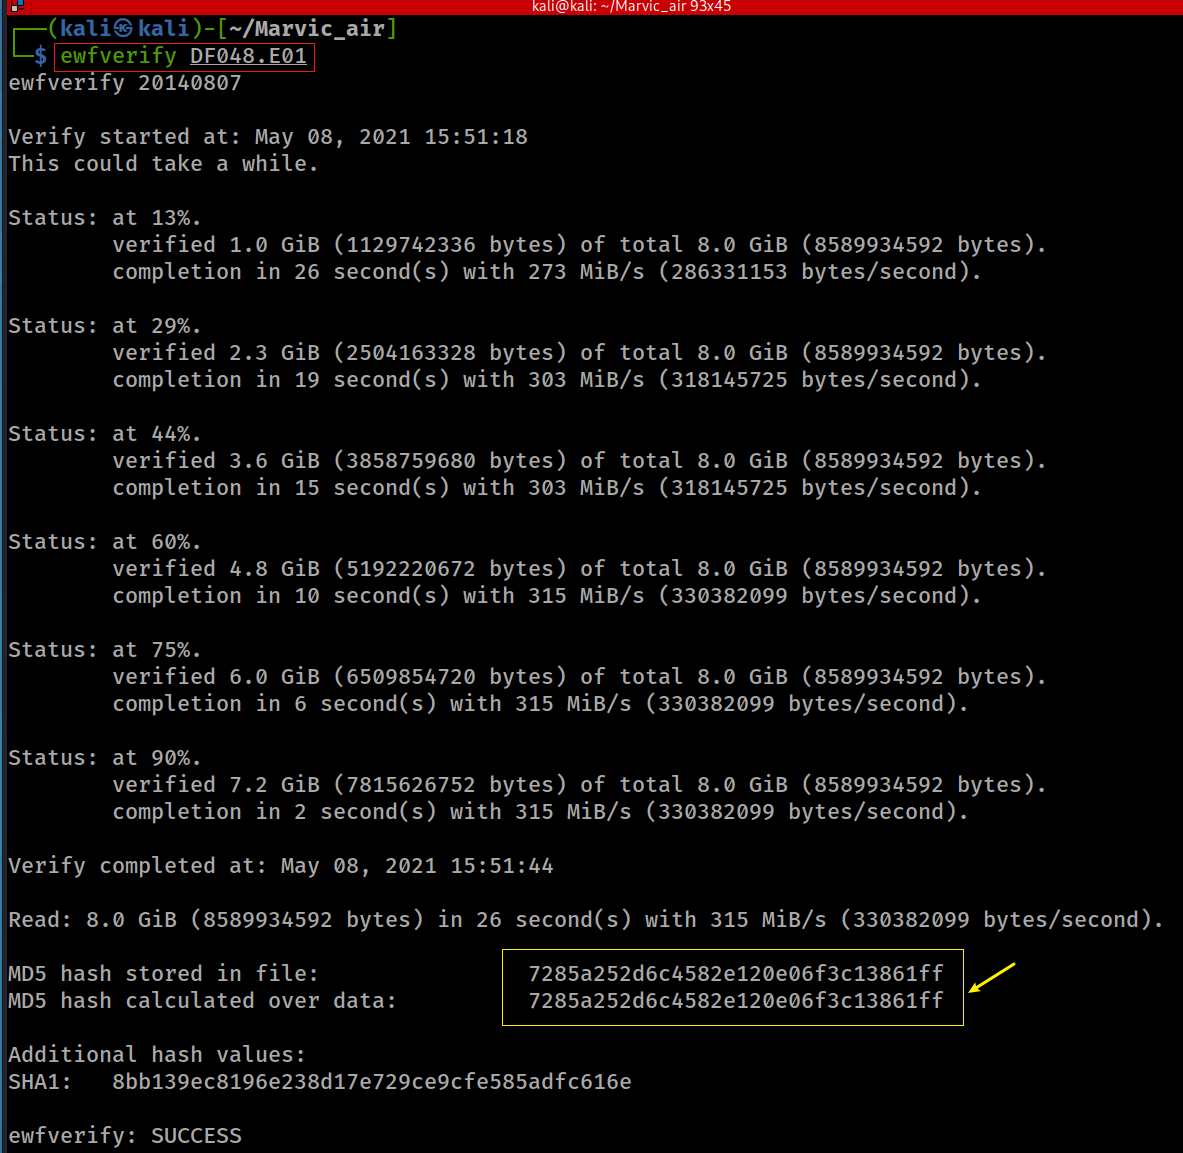 kali@kali: ~/Marvic_air 93x45
┌──(kali㉿kali)-[~/Marvic_air]
└─$ ewfverify DF048.E01
ewfverify 20140807
Verify started at: May 08, 2021 15:51:18
This could take a while.
Status: at 13%.
verified 1.0 GiB (1129742336 bytes) of total 8.0 GiB (8589934592 bytes).
completion in 26 second(s) with 273 MiB/s (286331153 bytes/second).
Status: at 29%.
verified 2.3 GiB (2504163328 bytes) of total 8.0 GiB (8589934592 bytes).
completion in 19 second(s) with 303 MiB/s (318145725 bytes/second).
Status: at 44%.
verified 3.6 GiB (3858759680 bytes) of total 8.0 GiB (8589934592 bytes).
completion in 15 second(s) with 303 MiB/s (318145725 bytes/second).
Status: at 60%.
verified 4.8 GiB (5192220672 bytes) of total 8.0 GiB (8589934592 bytes).
completion in 10 second(s) with 315 MiB/s (330382099 bytes/second).
Status: at 75%.
verified 6.0 GiB (6509854720 bytes) of total 8.0 GiB (8589934592 bytes).
completion in 6 second(s) with 315 MiB/s (330382099 bytes/second).
Status: at 90%.
verified 7.2 GiB (7815626752 bytes) of total 8.0 GiB (8589934592 bytes).
completion in 2 second(s) with 315 MiB/s (330382099 bytes/second).
Verify completed at: May 08, 2021 15:51:44
Read: 8.0 GiB (8589934592 bytes) in 26 second(s) with 315 MiB/s (330382099 bytes/second).
MD5 hash stored in file: 7285a252d6c4582e120e06f3c13861ff
MD5 hash calculated over data: 7285a252d6c4582e120e06f3c13861ff
Additional hash values:
SHA1: 8bb139ec8196e238d17e729ce9cfe585adfc616e
ewfverify: SUCCESS